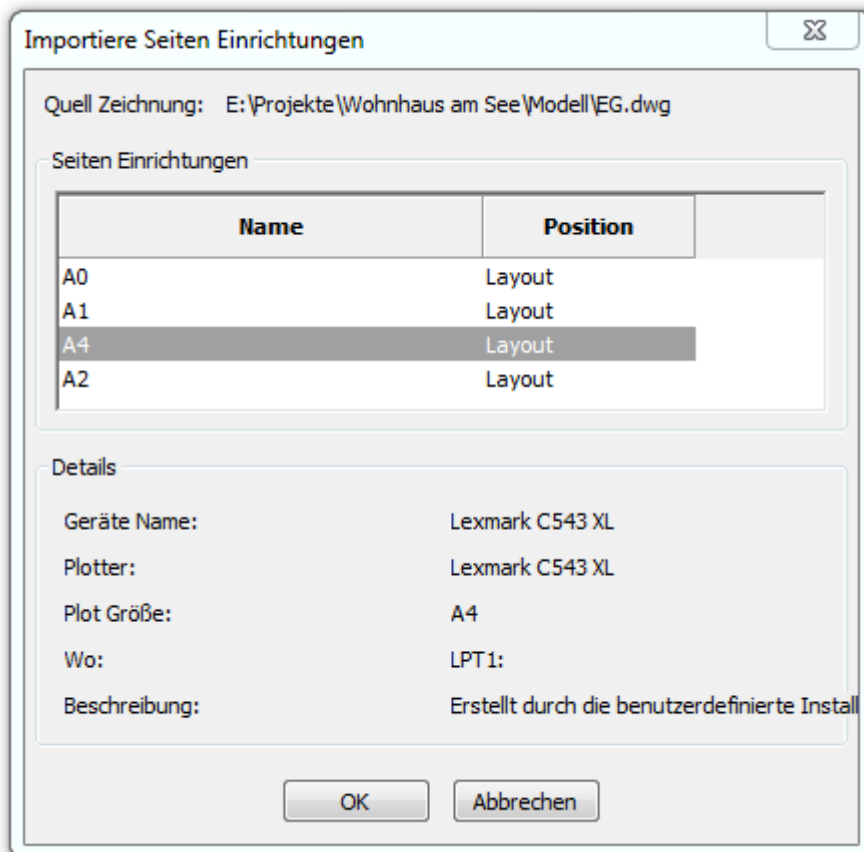 Importiere Seiten Einrichtungen
Quell Zeichnung: E:\Projekte\Wohnhaus am See\Modell\EG.dwg
Seiten Einrichtungen
Name Position
A0 Layout
A1 Layout
A4 Layout
A2 Layout
Details
Geräte Name: Lexmark C543 XL
Plotter: Lexmark C543 XL
Plot Größe: A4
Wo: LPT1:
Beschreibung: Erstellt durch die benutzerdefinierte Install
OK Abbrechen